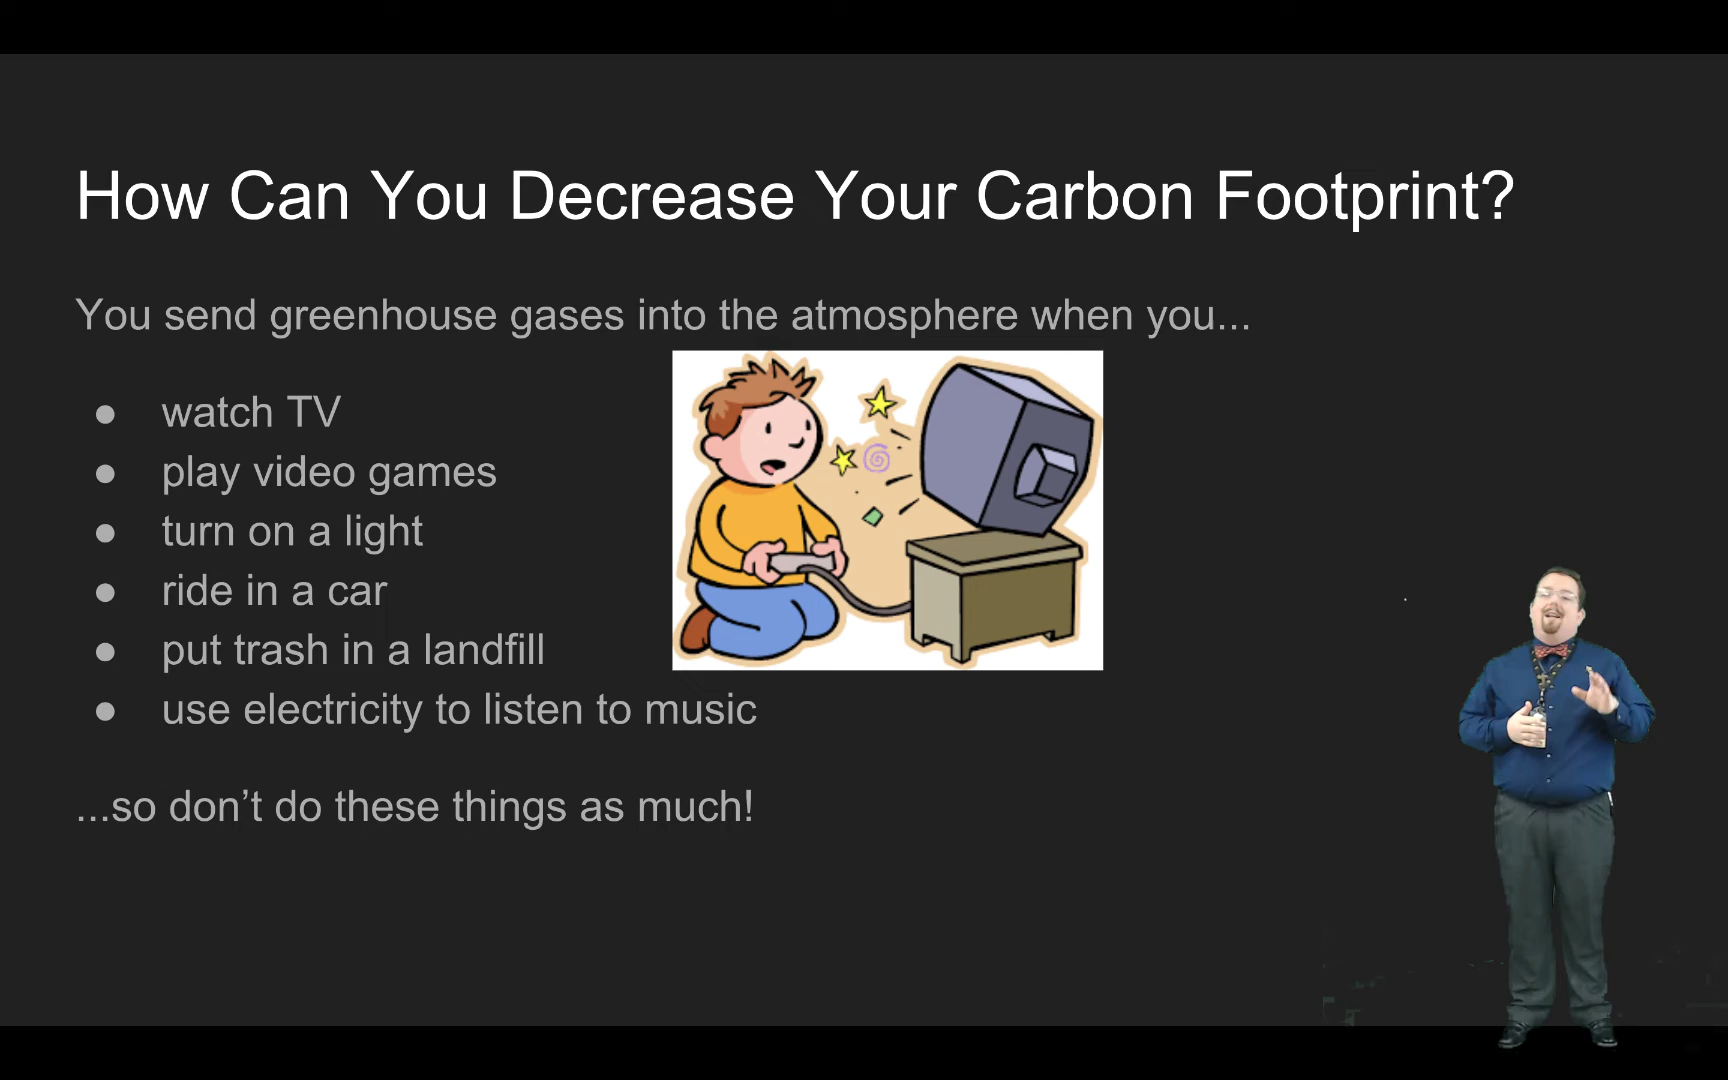 How Can You Decrease Your Carbon Footprint?
You send greenhouse gases into the atmosphere when you...
● watch TV
● play video games
● turn on a light
● ride in a car
● put trash in a landfill
● use electricity to listen to music
...so don’t do these things as much!